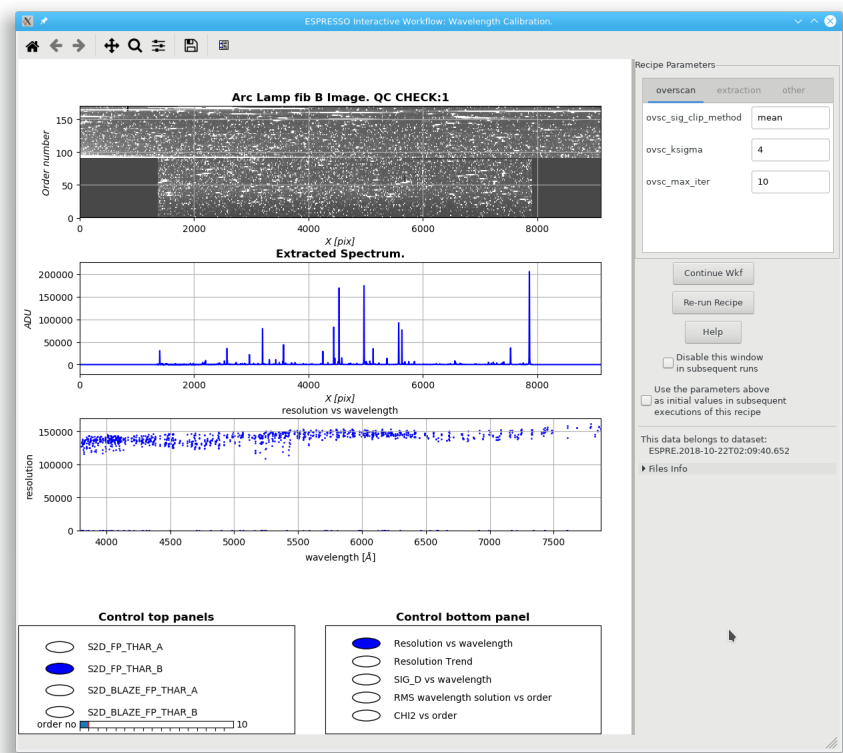 ESPRESSO Interactive Workflow: Wavelength Calibration.
Recipe Parameters
overscan extraction other
ovsc_sig_clip_method mean
ovsc_ksigma 4
ovsc_max_iter 10
Continue Wkf
Re-run Recipe
Help
Disable this window
in subsequent runs
Use the parameters above
as initial values in subsequent
executions of this recipe
This data belongs to dataset:
ESPRE.2018-10-22T02:09:40.652
Files Info
Arc Lamp fib B Image. QC CHECK:1
Order number
150
100
50
0
0 2000 4000 6000 8000
X [pix]
Extracted Spectrum.
ADU
200000
150000
100000
50000
0
0 2000 4000 6000 8000
X [pix]
resolution vs wavelength
resolution
150000
100000
50000
0
4000 4500 5000 5500 6000 6500 7000 7500
wavelength [Å]
Control top panels
S2D_FP_THAR_A
S2D_FP_THAR_B
S2D_BLAZE_FP_THAR_A
S2D_BLAZE_FP_THAR_B
order no 10
Control bottom panel
Resolution vs wavelength
Resolution Trend
SIG_D vs wavelength
RMS wavelength solution vs order
CHI2 vs order